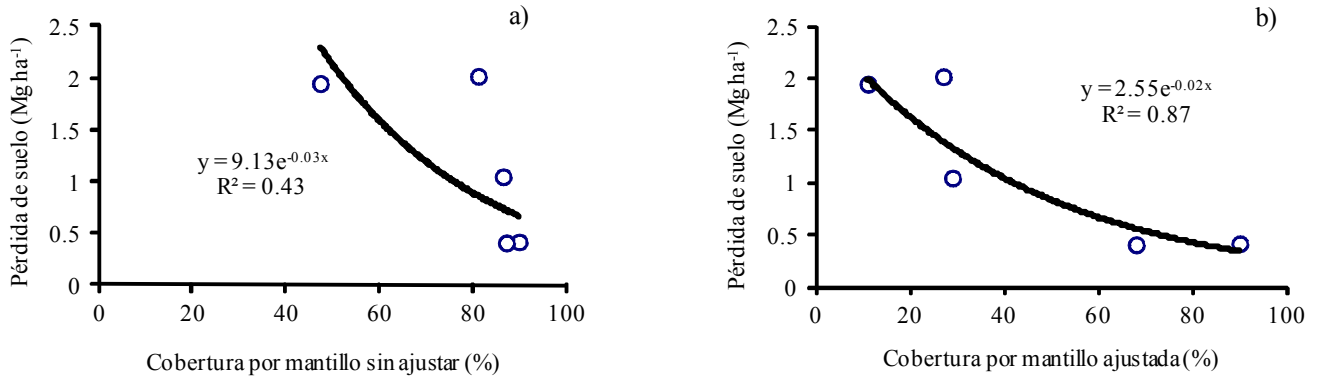 a)
Pérdida de suelo (Mg ha⁻¹)
2.5
2
1.5
1
0.5
0
y = 9.13e⁻⁰·⁰³ˣ
R² = 0.43
0 20 40 60 80 100
Cobertura por mantillo sin ajustar (%)
b)
Pérdida de suelo (Mg ha⁻¹)
2.5
2
1.5
1
0.5
0
y = 2.55e⁻⁰·⁰²ˣ
R² = 0.87
0 20 40 60 80 100
Cobertura por mantillo ajustada (%)